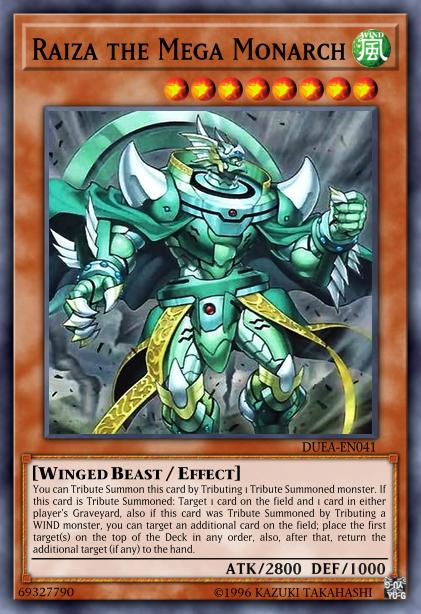 Raiza the Mega Monarch
WIND
風
DUEA-EN041
[Winged Beast / Effect]
You can Tribute Summon this card by Tributing 1 Tribute Summoned monster. If
this card is Tribute Summoned: Target 1 card on the field and 1 card in either
player's Graveyard, also if this card was Tribute Summoned by Tributing a
WIND monster, you can target an additional card on the field; place the first
target(s) on the top of the Deck in any order, also, after that, return the
additional target (if any) to the hand.
ATK/2800 DEF/1000
69327790
©1996 KAZUKI TAKAHASHI